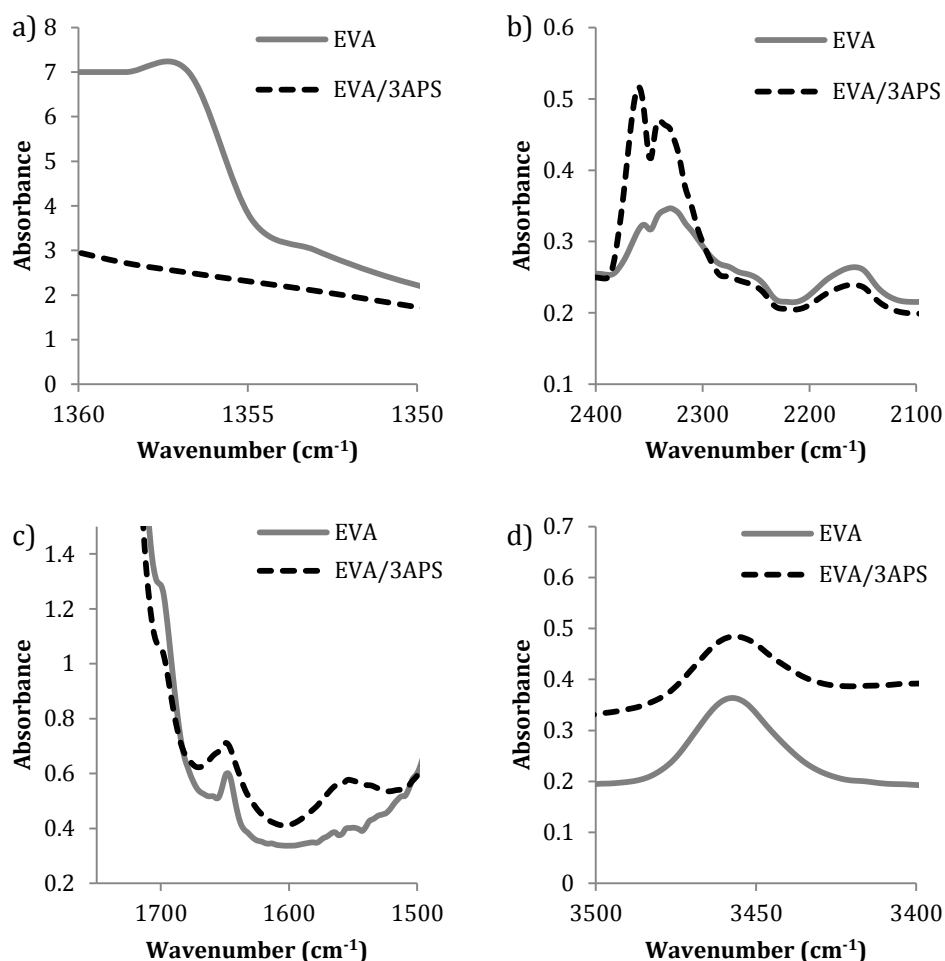 a)
EVA
EVA/3APS
Absorbance
8
7
6
5
4
3
2
1
0
1360
1355
1350
Wavenumber (cm-1)
b)
EVA
EVA/3APS
Absorbance
0.6
0.5
0.4
0.3
0.2
0.1
2400
2300
2200
2100
Wavenumber (cm-1)
c)
EVA
EVA/3APS
Absorbance
1.4
1.2
1
0.8
0.6
0.4
0.2
1700
1600
1500
Wavenumber (cm-1)
d)
EVA
EVA/3APS
Absorbance
0.7
0.6
0.5
0.4
0.3
0.2
0.1
0
3500
3450
3400
Wavenumber (cm-1)